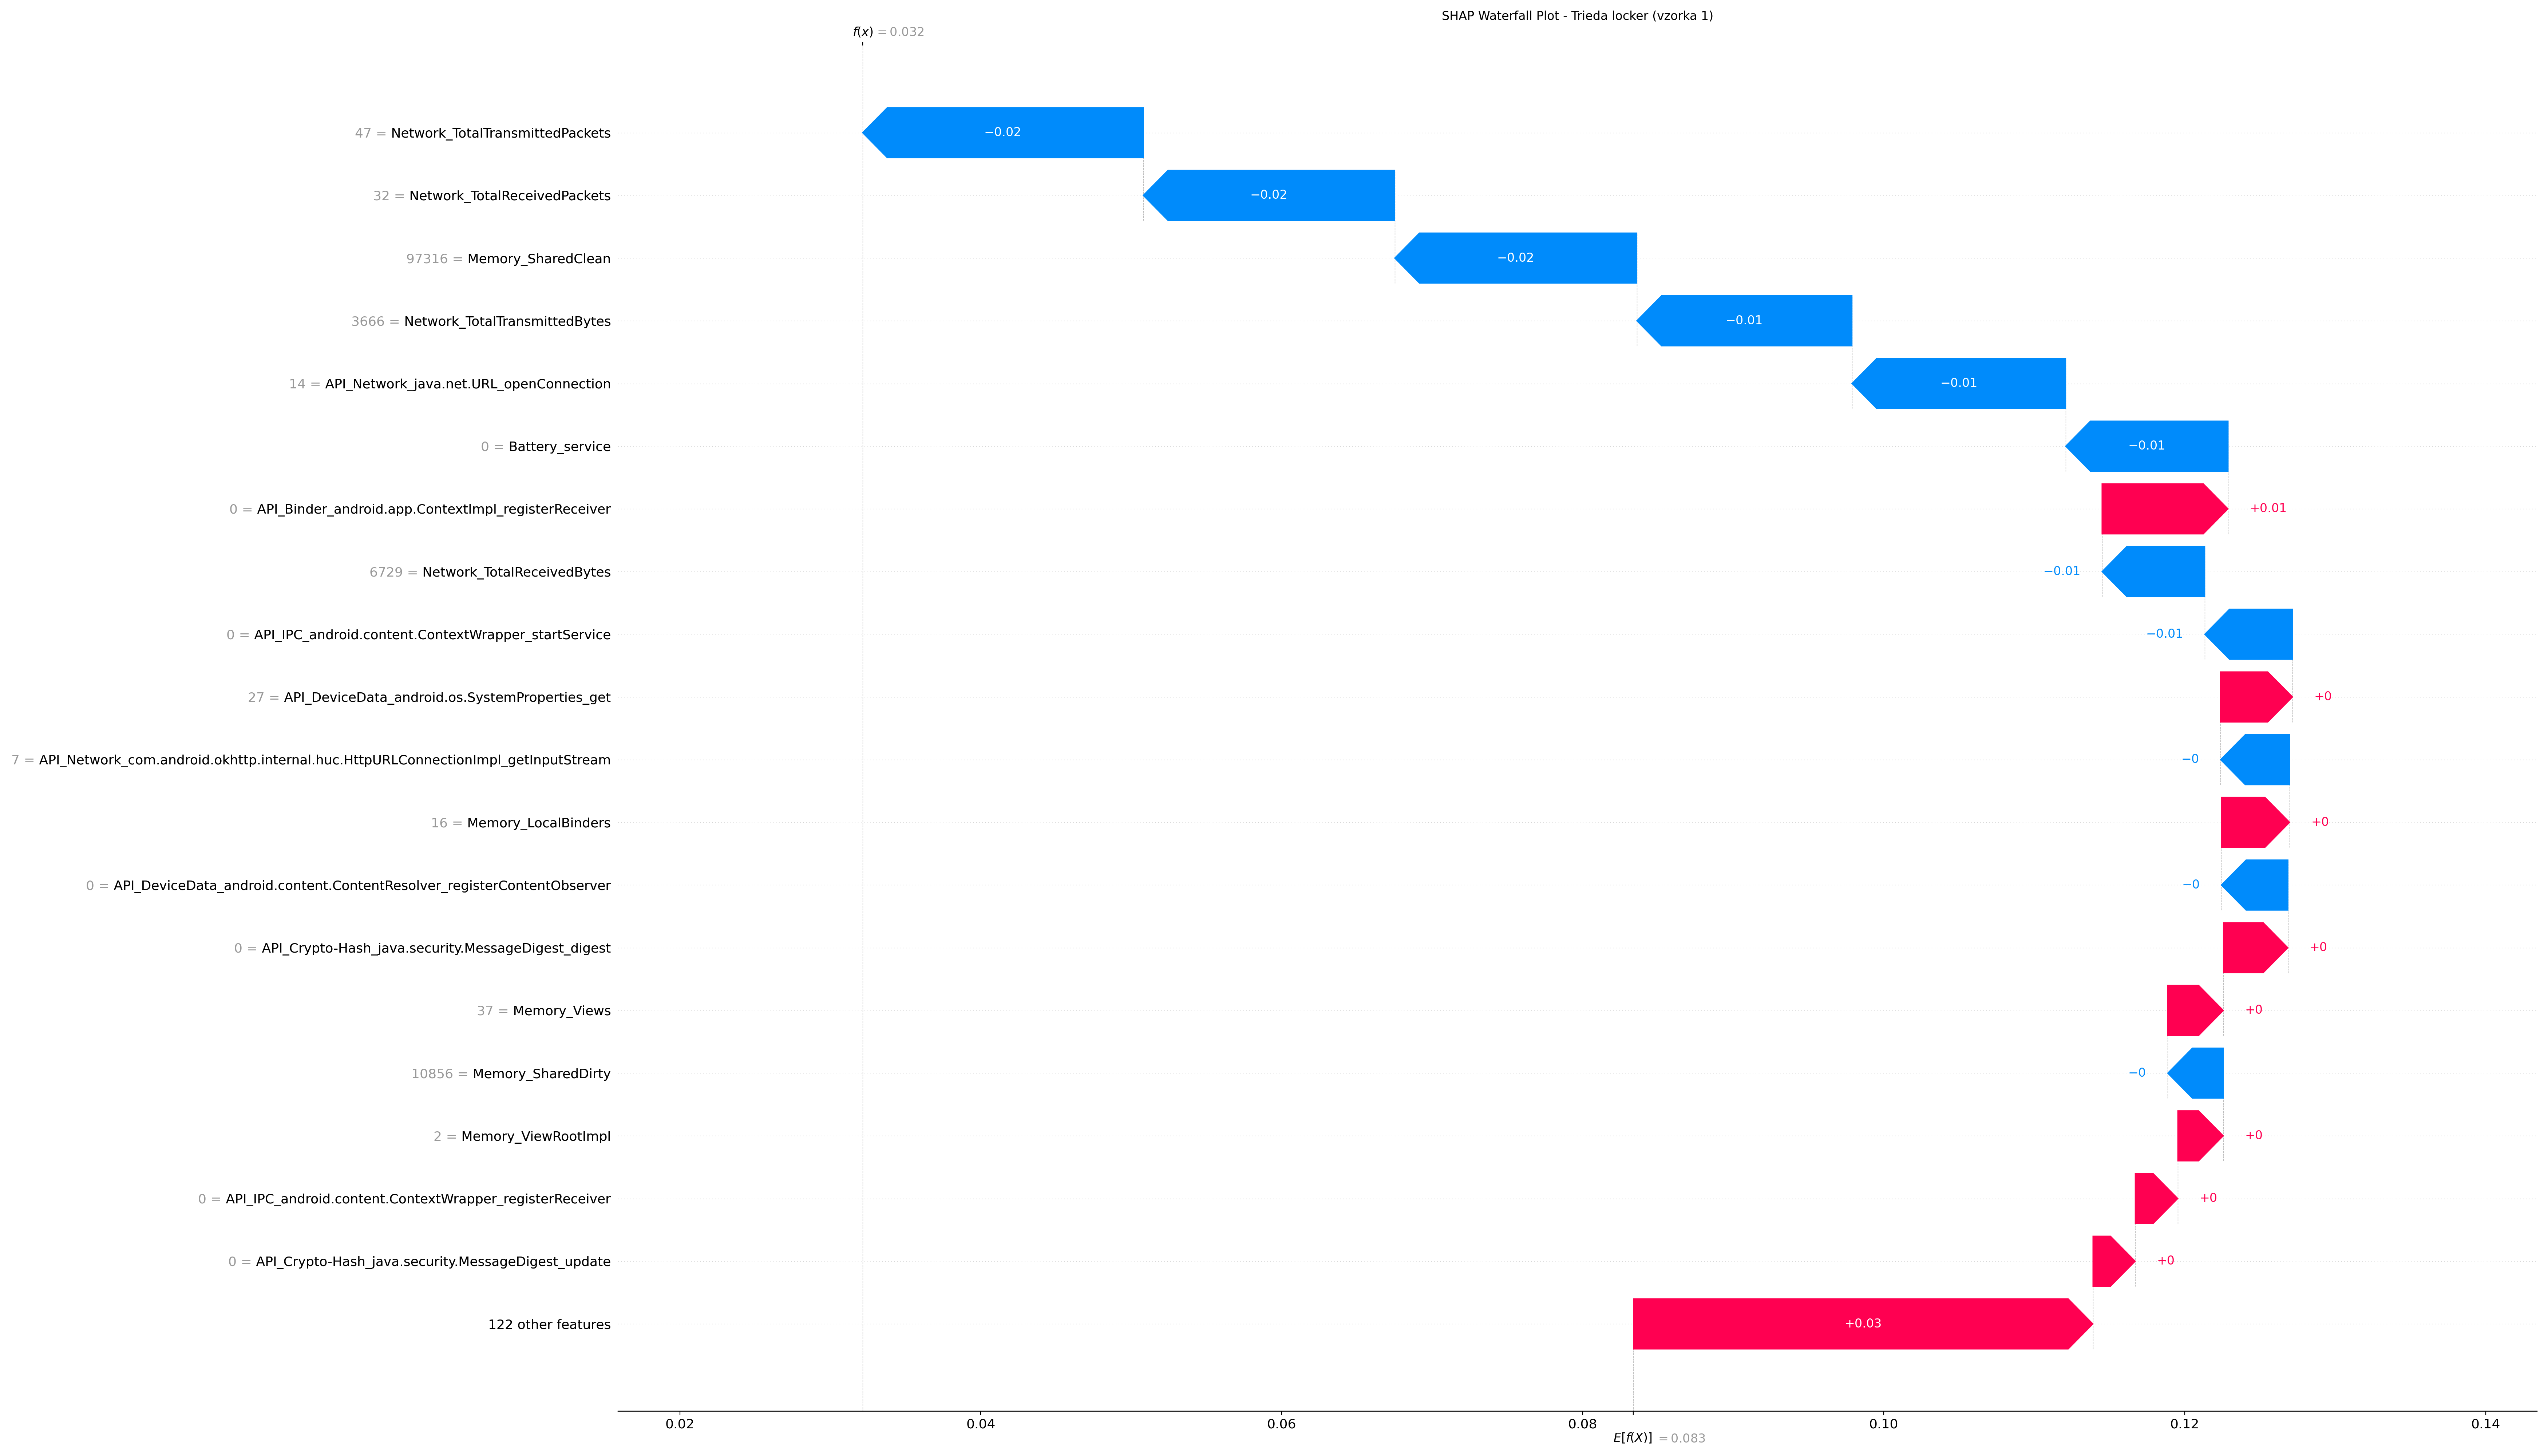 SHAP Waterfall Plot - Trieda locker (vzorka 1)
f(x) = 0.032
47 = Network_TotalTransmittedPackets
−0.02
32 = Network_TotalReceivedPackets
−0.02
97316 = Memory_SharedClean
−0.02
3666 = Network_TotalTransmittedBytes
−0.01
14 = API_Network_java.net.URL_openConnection
−0.01
0 = Battery_service
−0.01
0 = API_Binder_android.app.ContextImpl_registerReceiver
+0.01
6729 = Network_TotalReceivedBytes
−0.01
0 = API_IPC_android.content.ContextWrapper_startService
−0.01
27 = API_DeviceData_android.os.SystemProperties_get
+0
7 = API_Network_com.android.okhttp.internal.huc.HttpURLConnectionImpl_getInputStream
−0
16 = Memory_LocalBinders
+0
0 = API_DeviceData_android.content.ContentResolver_registerContentObserver
−0
0 = API_Crypto-Hash_java.security.MessageDigest_digest
+0
37 = Memory_Views
+0
10856 = Memory_SharedDirty
−0
2 = Memory_ViewRootImpl
+0
0 = API_IPC_android.content.ContextWrapper_registerReceiver
+0
0 = API_Crypto-Hash_java.security.MessageDigest_update
+0
122 other features
+0.03
0.02 0.04 0.06 0.08 0.10 0.12 0.14
E[f(X)] = 0.083